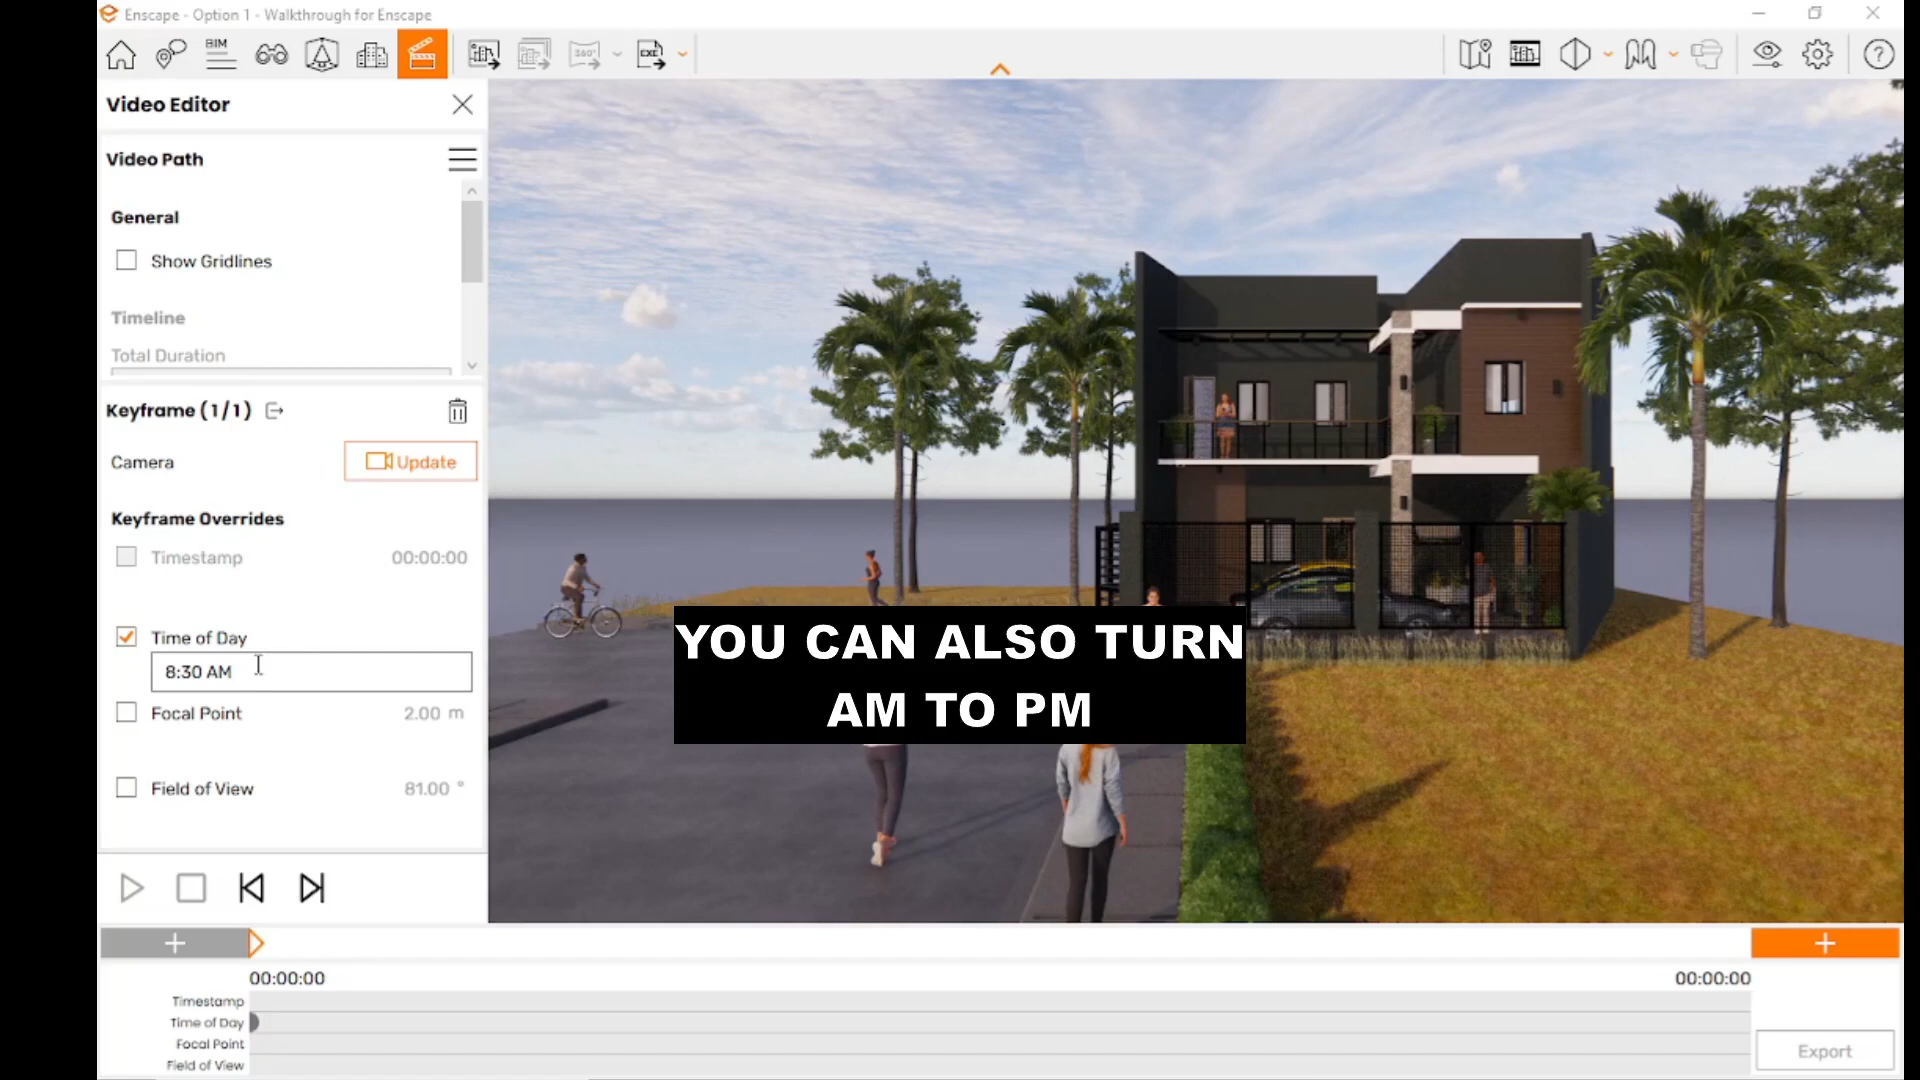 Enscape - Option 1 - Walkthrough for Enscape
BIM
360°
EXE
Video Editor
Video Path
General
Show Gridlines
Timeline
Total Duration
Keyframe (1/1)
Camera
Update
Keyframe Overrides
Timestamp 00:00:00
Time of Day
8:30 AM
Focal Point 2.00 m
Field of View 81.00 °
YOU CAN ALSO TURN
AM TO PM
00:00:00 00:00:00
Timestamp
Time of Day
Focal Point
Field of View
Export